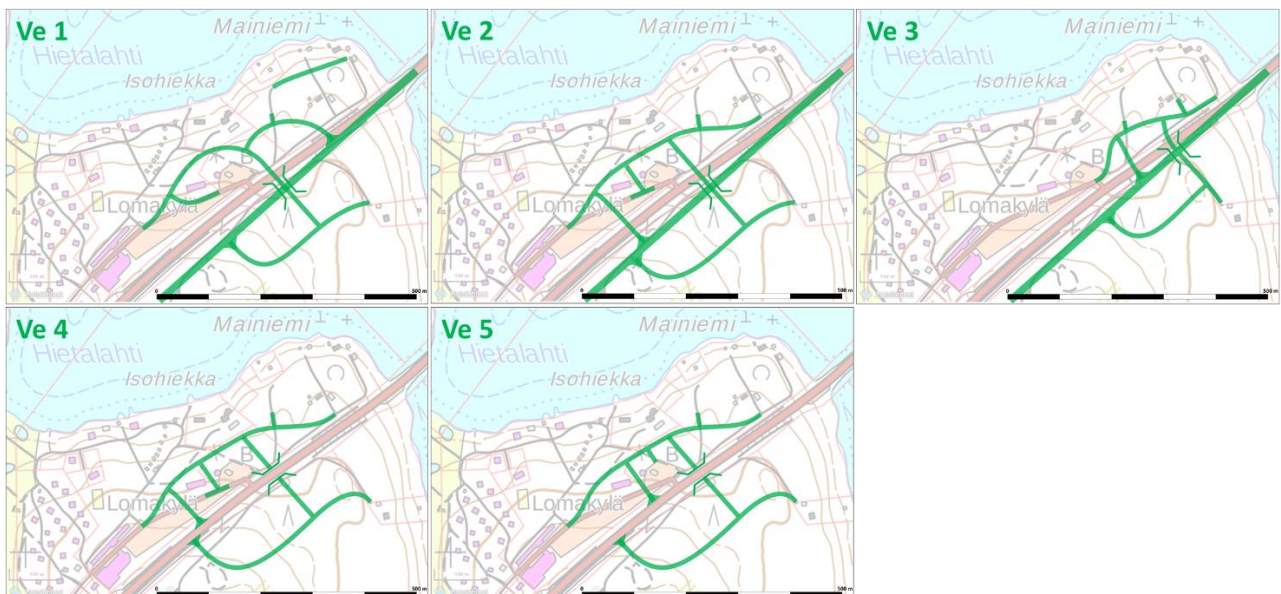 Ve 1
Mainiemi
Hietalahti
Isohiekka
B
Lomakylä
0
500 m
Ve 2
Mainiemi
Hietalahti
Isohiekka
B
Lomakylä
0
500 m
Ve 3
Mainiemi
Hietalahti
Isohiekka
B
Lomakylä
0
500 m
Ve 4
Mainiemi
Hietalahti
Isohiekka
B
Lomakylä
0
500 m
Ve 5
Mainiemi
Hietalahti
Isohiekka
B
Lomakylä
0
500 m